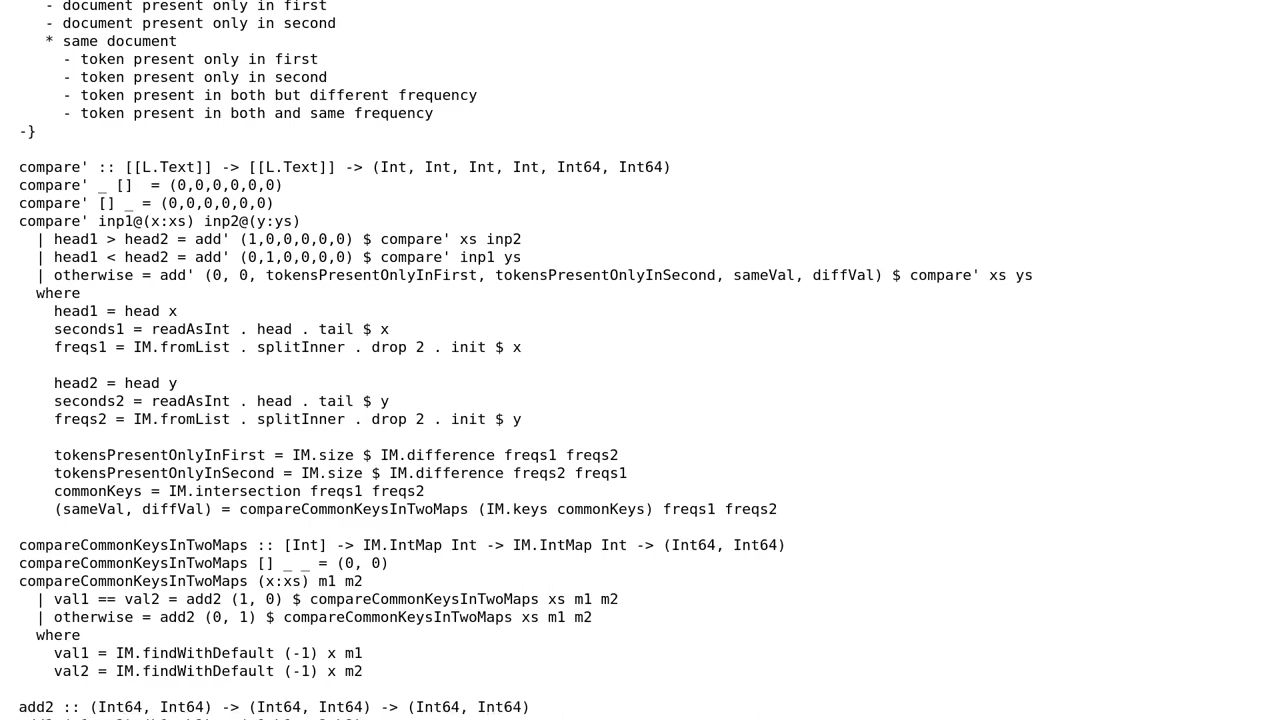 - document present only in first
- document present only in second
* same document
- token present only in first
- token present only in second
- token present in both but different frequency
- token present in both and same frequency
-}
compare' :: [[L.Text]] -> [[L.Text]] -> (Int, Int, Int, Int, Int64, Int64)
compare' _ []  = (0,0,0,0,0,0)
compare' [] _ = (0,0,0,0,0,0)
compare' inp1@(x:xs) inp2@(y:ys)
  | head1 > head2 = add' (1,0,0,0,0,0) $ compare' xs inp2
  | head1 < head2 = add' (0,1,0,0,0,0) $ compare' inp1 ys
  | otherwise = add' (0, 0, tokensPresentOnlyInFirst, tokensPresentOnlyInSecond, sameVal, diffVal) $ compare' xs ys
  where
    head1 = head x
    seconds1 = readAsInt . head . tail $ x
    freqs1 = IM.fromList . splitInner . drop 2 . init $ x
    head2 = head y
    seconds2 = readAsInt . head . tail $ y
    freqs2 = IM.fromList . splitInner . drop 2 . init $ y
    tokensPresentOnlyInFirst = IM.size $ IM.difference freqs1 freqs2
    tokensPresentOnlyInSecond = IM.size $ IM.difference freqs2 freqs1
    commonKeys = IM.intersection freqs1 freqs2
    (sameVal, diffVal) = compareCommonKeysInTwoMaps (IM.keys commonKeys) freqs1 freqs2
compareCommonKeysInTwoMaps :: [Int] -> IM.IntMap Int -> IM.IntMap Int -> (Int64, Int64)
compareCommonKeysInTwoMaps [] _ _ = (0, 0)
compareCommonKeysInTwoMaps (x:xs) m1 m2
  | val1 == val2 = add2 (1, 0) $ compareCommonKeysInTwoMaps xs m1 m2
  | otherwise = add2 (0, 1) $ compareCommonKeysInTwoMaps xs m1 m2
  where
    val1 = IM.findWithDefault (-1) x m1
    val2 = IM.findWithDefault (-1) x m2
add2 :: (Int64, Int64) -> (Int64, Int64) -> (Int64, Int64)